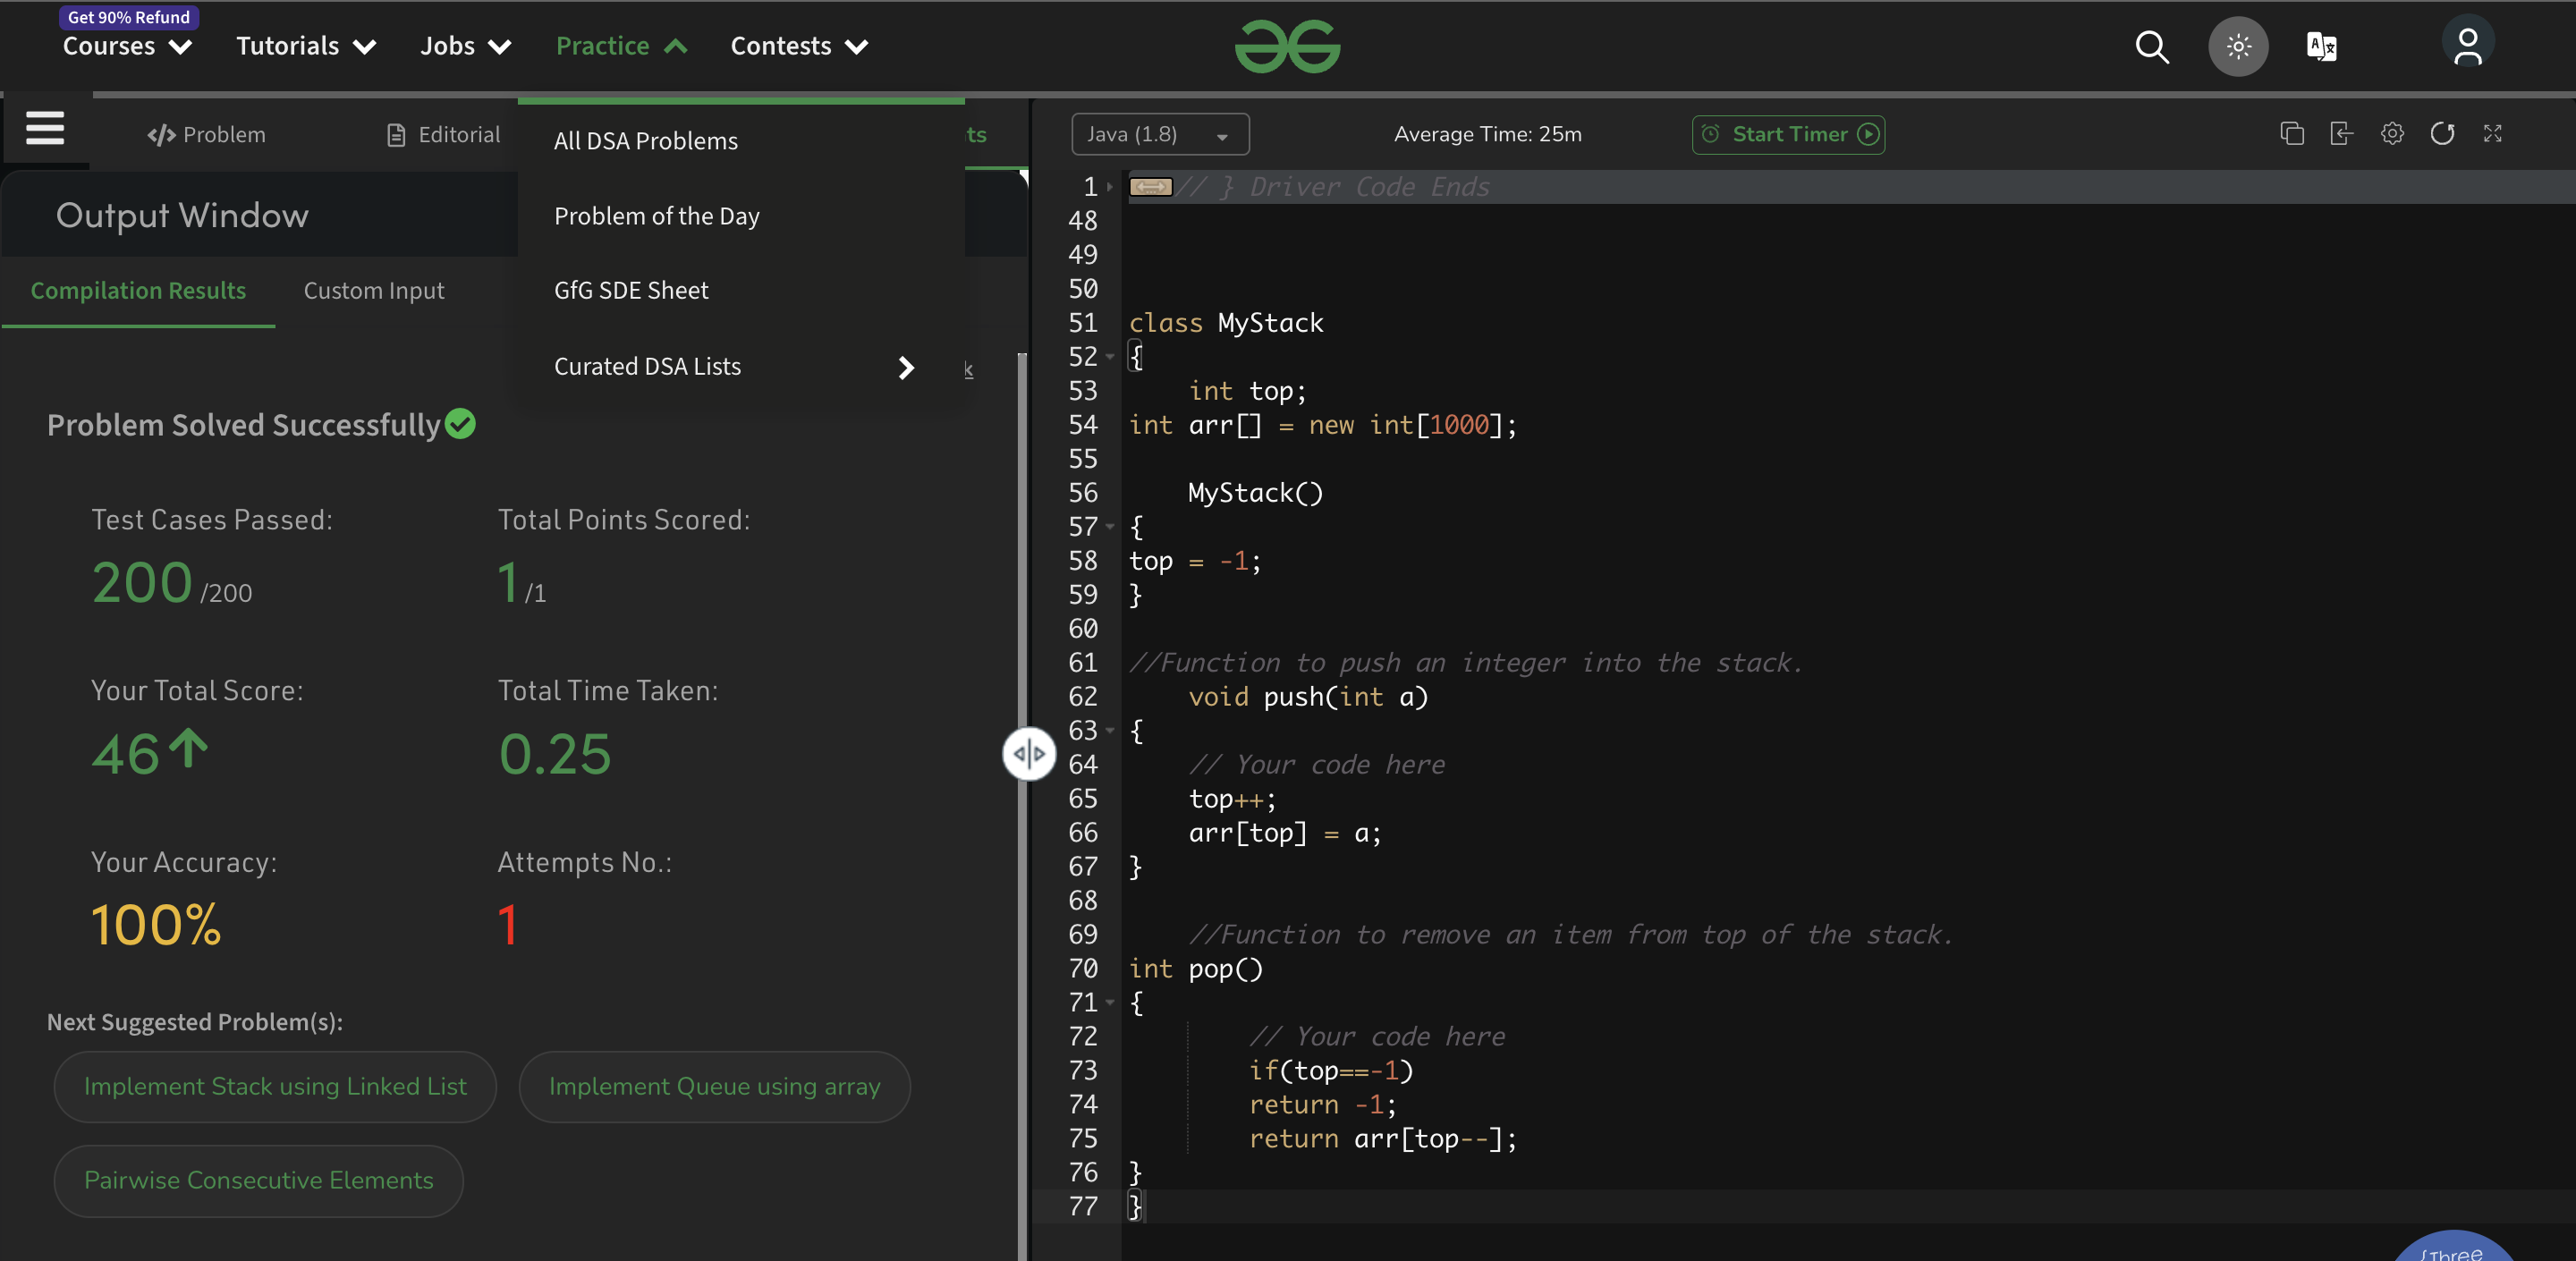 Get 90% Refund
Courses
Tutorials
Jobs
Practice
Contests
Problem
Editorial
All DSA Problems
Problem of the Day
GfG SDE Sheet
Curated DSA Lists
Output Window
Compilation Results
Custom Input
Problem Solved Successfully
Test Cases Passed:
200 /200
Total Points Scored:
1 /1
Your Total Score:
46↑
Total Time Taken:
0.25
Your Accuracy:
100%
Attempts No.:
1
Next Suggested Problem(s):
Implement Stack using Linked List
Implement Queue using array
Pairwise Consecutive Elements
Java (1.8)
Average Time: 25m
Start Timer
1 // } Driver Code Ends
48
49
50
51 class MyStack
52 {
53 int top;
54 int arr[] = new int[1000];
55
56 MyStack()
57 {
58 top = -1;
59 }
60
61 //Function to push an integer into the stack.
62 void push(int a)
63 {
64 // Your code here
65 top++;
66 arr[top] = a;
67 }
68
69 //Function to remove an item from top of the stack.
70 int pop()
71 {
72 // Your code here
73 if(top==-1)
74 return -1;
75 return arr[top--];
76 }
77 }
{Three